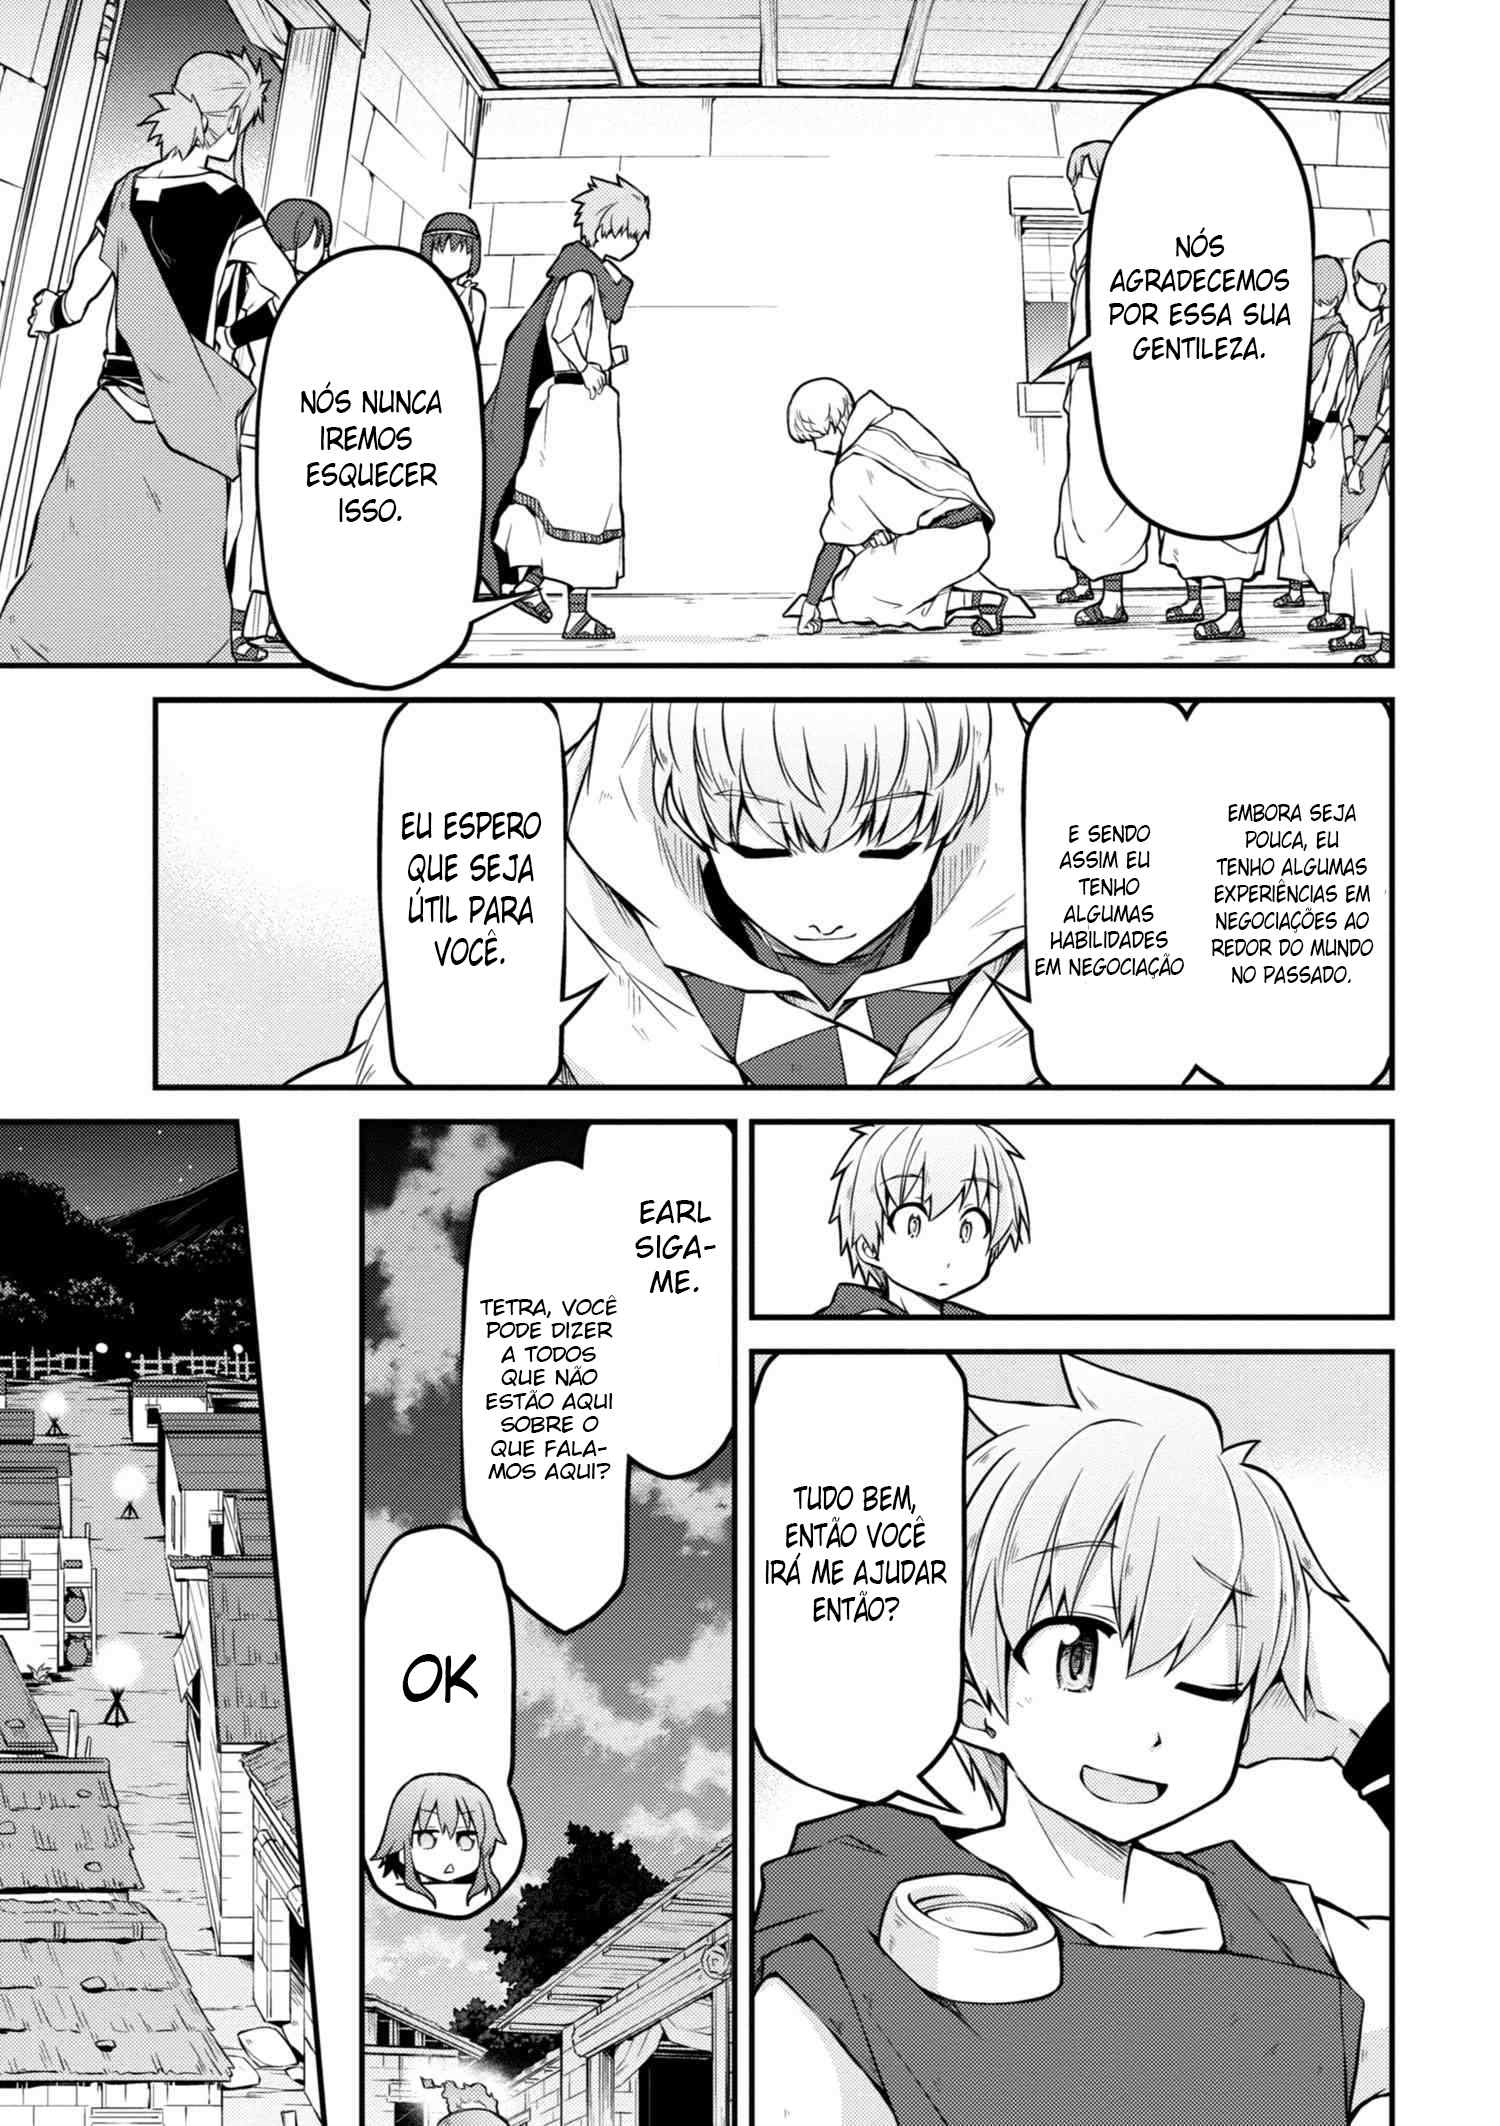 NÓS
AGRADECEMOS
POR ESSA SUA
GENTILEZA.
NÓS NUNCA
IREMOS
ESQUECER
ISSO.
EMBORA SEJA
POUCA, EU
TENHO ALGUMAS
EXPERIÊNCIAS EM
NEGOCIAÇÕES AO
REDOR DO MUNDO
NO PASSADO.
E SENDO
ASSIM EU
TENHO
ALGUMAS
HABILIDADES
EM NEGOCIAÇÃO
EU ESPERO
QUE SEJA
ÚTIL PARA
VOCÊ.
TUDO BEM,
ENTÃO VOCÊ
IRÁ ME AJUDAR
ENTÃO?
EARL
SIGA-
ME.
TETRA, VOCÊ
PODE DIZER
A TODOS
QUE NÃO
ESTÃO AQUI
SOBRE O
QUE FALA-
MOS AQUI?
OK